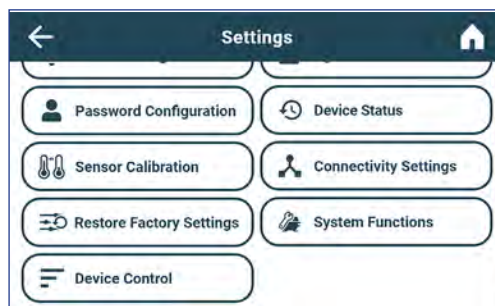 Settings
Password Configuration
Device Status
Sensor Calibration
Connectivity Settings
Restore Factory Settings
System Functions
Device Control